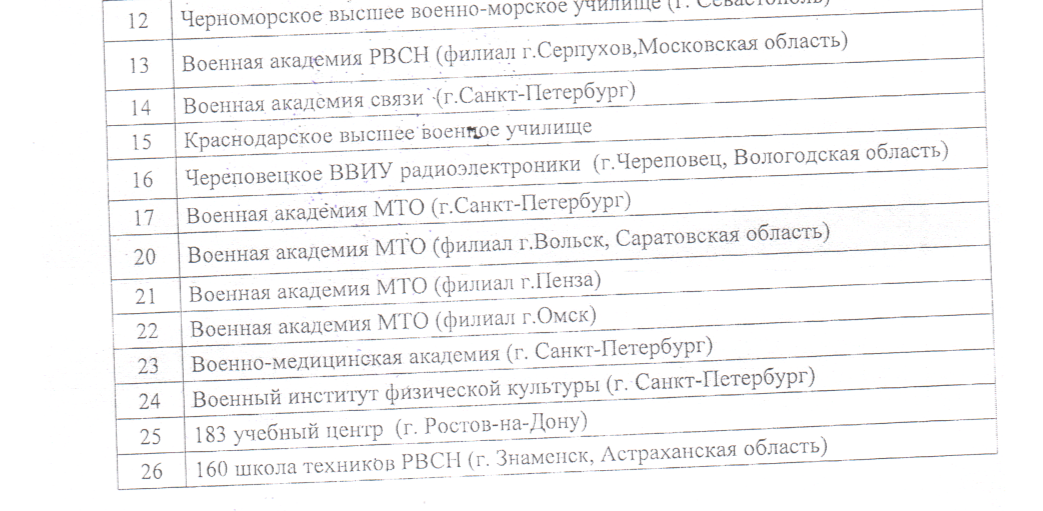 12 Черноморское высшее военно-морское училище (г. Севастополь)
13 Военная академия РВСН (филиал г.Серпухов,Московская область)
14 Военная академия связи (г.Санкт-Петербург)
15 Краснодарское высшее военное училище
16 Череповецкое ВВИУ радиоэлектроники (г.Череповец, Вологодская область)
17 Военная академия МТО (г.Санкт-Петербург)
20 Военная академия МТО (филиал г.Вольск, Саратовская область)
21 Военная академия МТО (филиал г.Пенза)
22 Военная академия МТО (филиал г.Омск)
23 Военно-медицинская академия (г. Санкт-Петербург)
24 Военный институт физической культуры (г. Санкт-Петербург)
25 183 учебный центр (г. Ростов-на-Дону)
26 160 школа техников РВСН (г. Знаменск, Астраханская область)